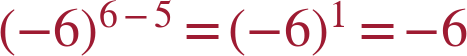 (−6)⁶⁻⁵ = (−6)¹ = −6